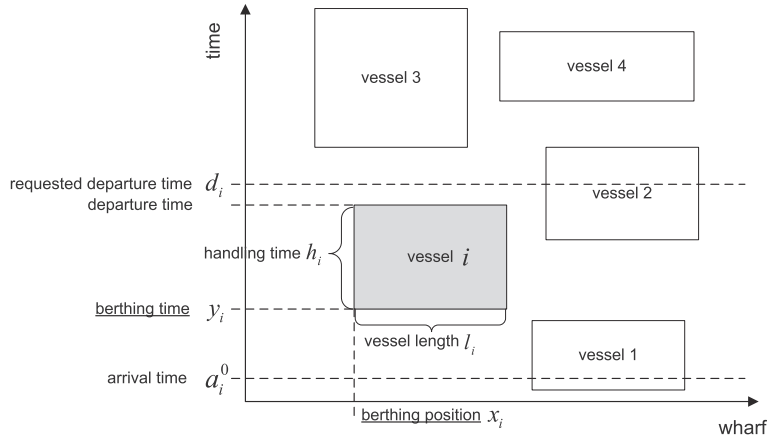 time
vessel 3
vessel 4
requested departure time d_i
departure time
vessel 2
handling time h_i
vessel i
berthing time y_i
vessel length l_i
vessel 1
arrival time a_i^0
berthing position x_i
wharf